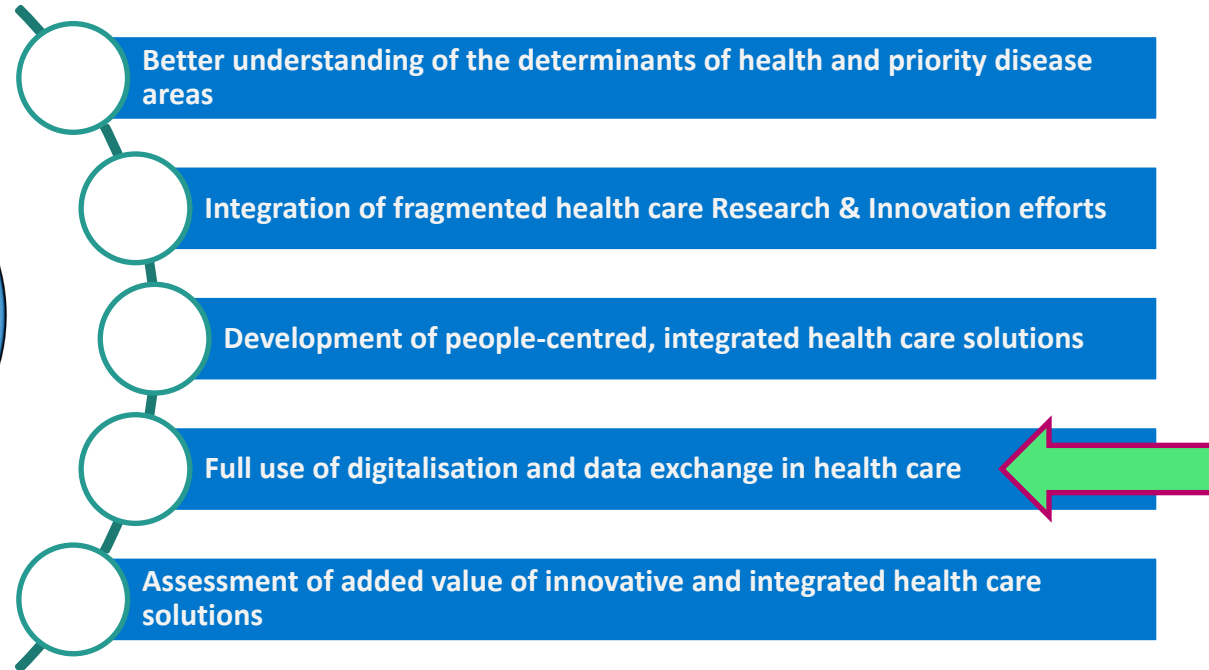 Better understanding of the determinants of health and priority disease
areas
Integration of fragmented health care Research & Innovation efforts
Development of people-centred, integrated health care solutions
Full use of digitalisation and data exchange in health care
Assessment of added value of innovative and integrated health care
solutions